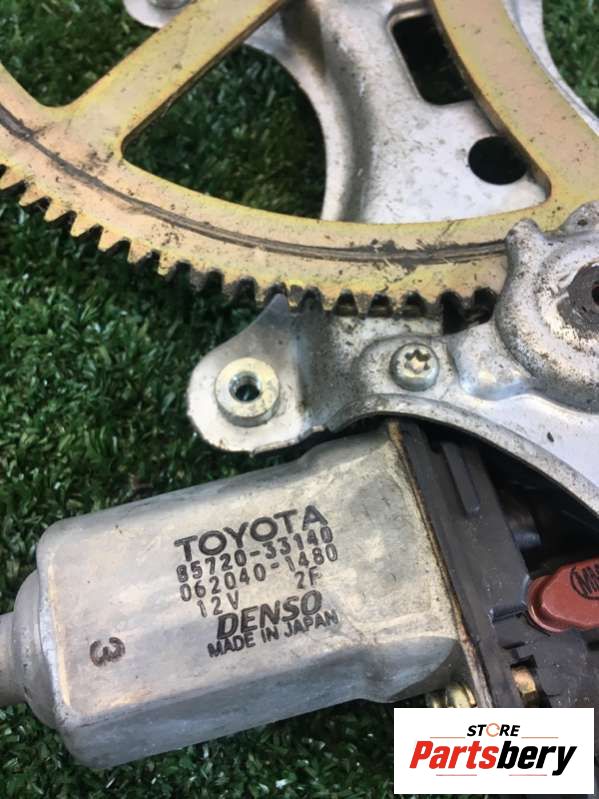 TOYOTA
85720-33140
062040-1480
12V 2F
DENSO
MADE IN JAPAN
3
STORE
Partsbery